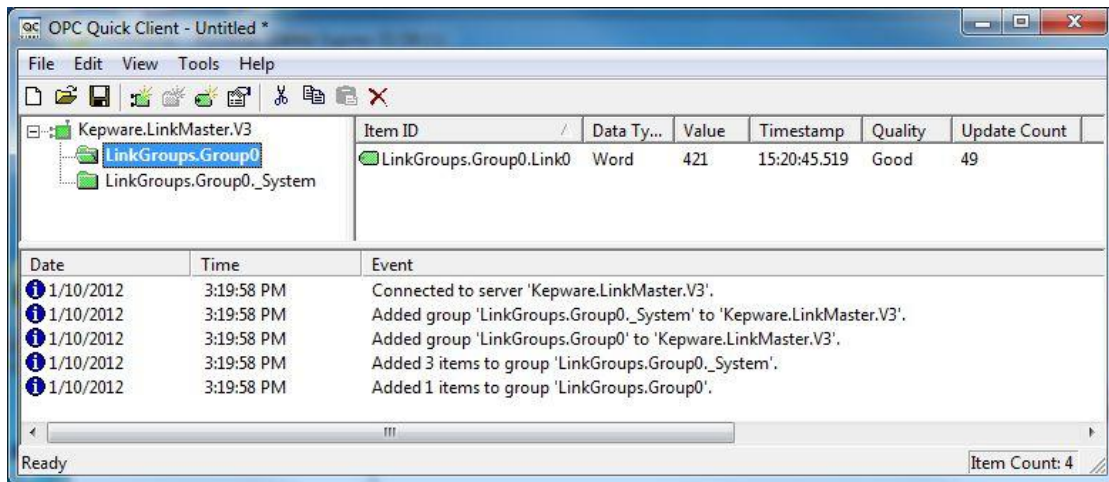 OPC Quick Client - Untitled *
File Edit View Tools Help
Kepware.LinkMaster.V3
LinkGroups.Group0
LinkGroups.Group0._System
Item ID Data Ty... Value Timestamp Quality Update Count
LinkGroups.Group0.Link0 Word 421 15:20:45.519 Good 49
Date Time Event
1/10/2012 3:19:58 PM Connected to server 'Kepware.LinkMaster.V3'.
1/10/2012 3:19:58 PM Added group 'LinkGroups.Group0._System' to 'Kepware.LinkMaster.V3'.
1/10/2012 3:19:58 PM Added group 'LinkGroups.Group0' to 'Kepware.LinkMaster.V3'.
1/10/2012 3:19:58 PM Added 3 items to group 'LinkGroups.Group0._System'.
1/10/2012 3:19:58 PM Added 1 items to group 'LinkGroups.Group0'.
Ready Item Count: 4